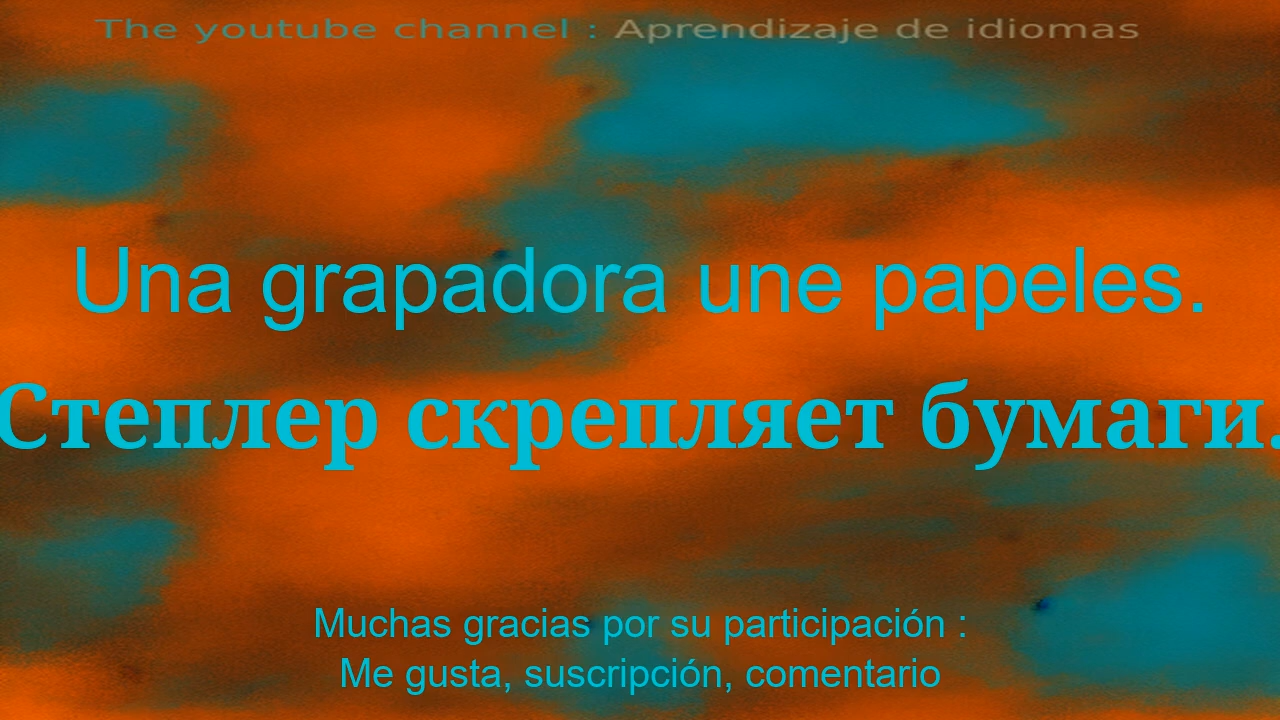 The youtube channel : Aprendizaje de idiomas
Una grapadora une papeles.
Степлер скрепляет бумаги.
Muchas gracias por su participación :
Me gusta, suscripción, comentario